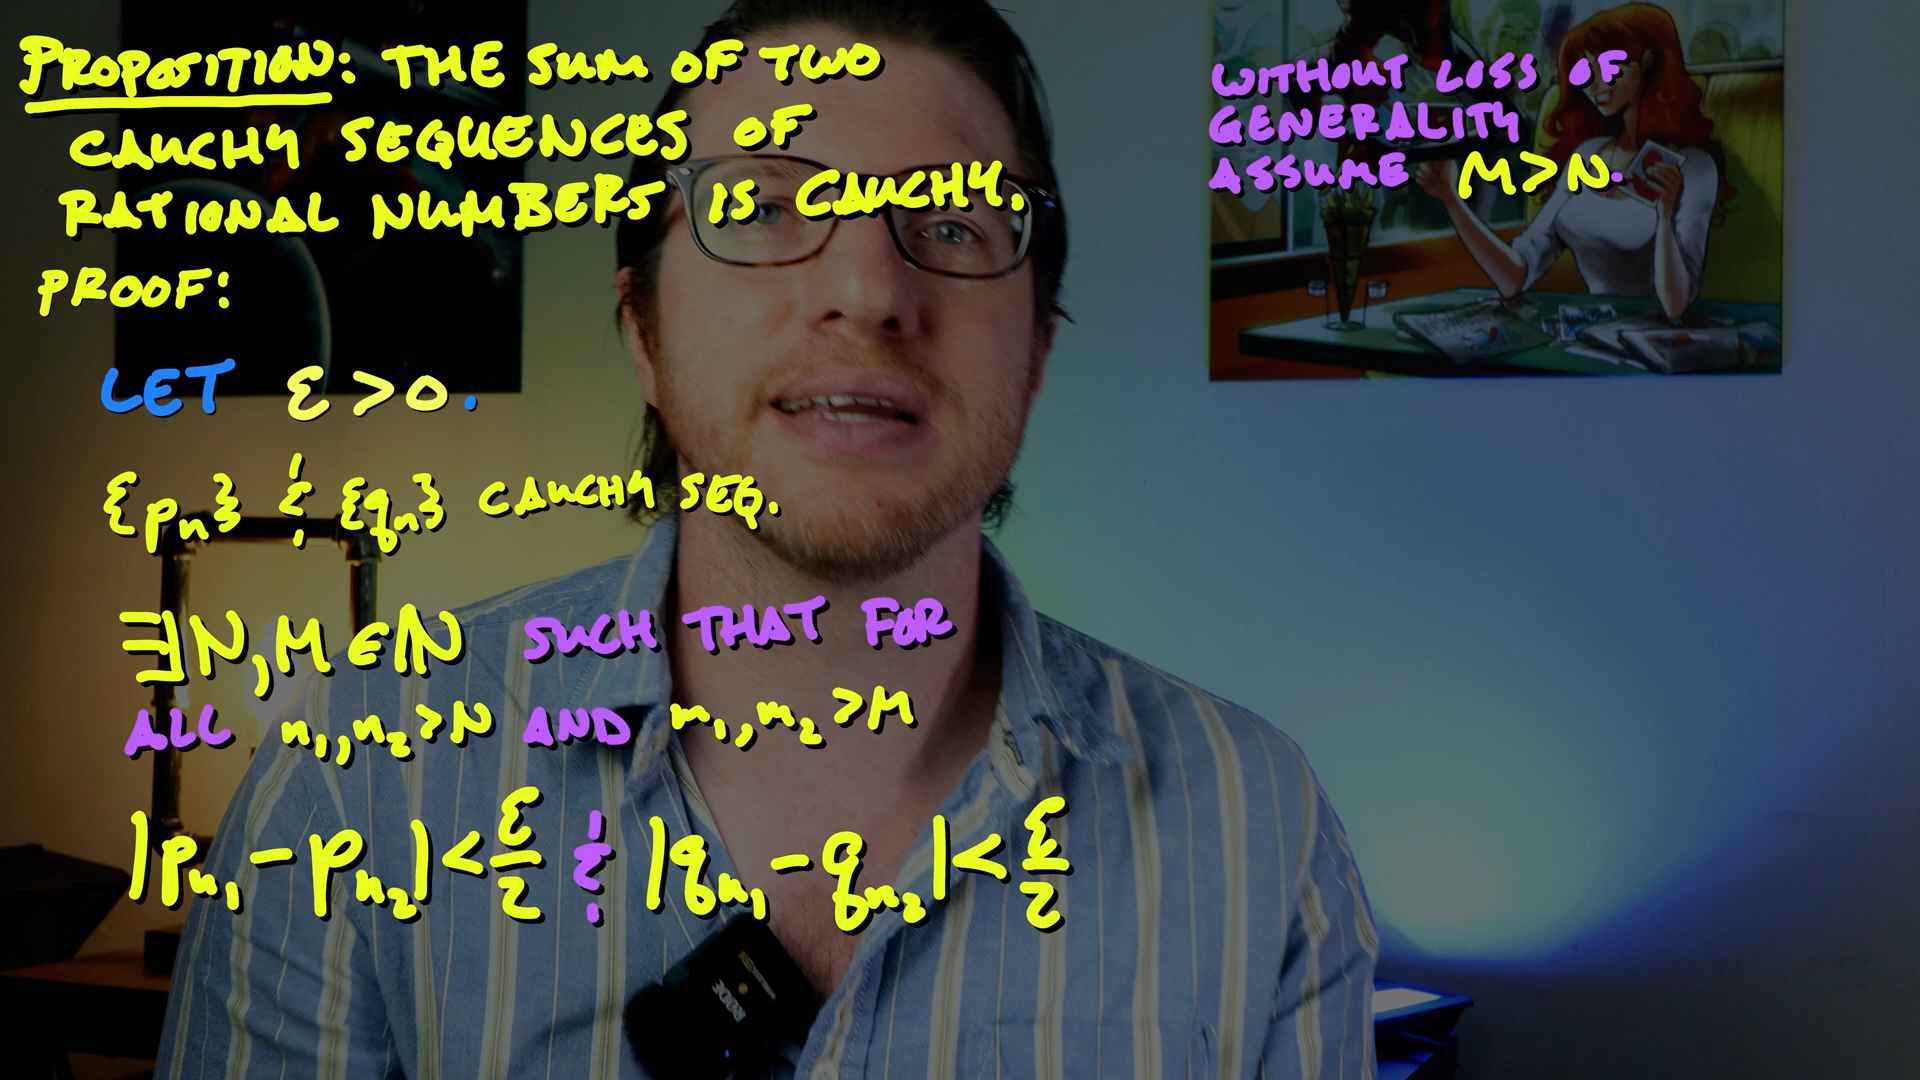 PROPOSITION: THE SUM OF TWO
CAUCHY SEQUENCES OF
RATIONAL NUMBERS IS CAUCHY.
PROOF:
LET ε > 0.
{pₙ} & {qₙ} CAUCHY SEQ.
∃ N, M ∈ ℕ SUCH THAT FOR
ALL n₁, n₂ > N AND m₁, m₂ > M
|pₙ₁ - pₙ₂| < ε/2 & |qₘ₁ - qₘ₂| < ε/2
WITHOUT LOSS OF
GENERALITY
ASSUME M > N.
RODE